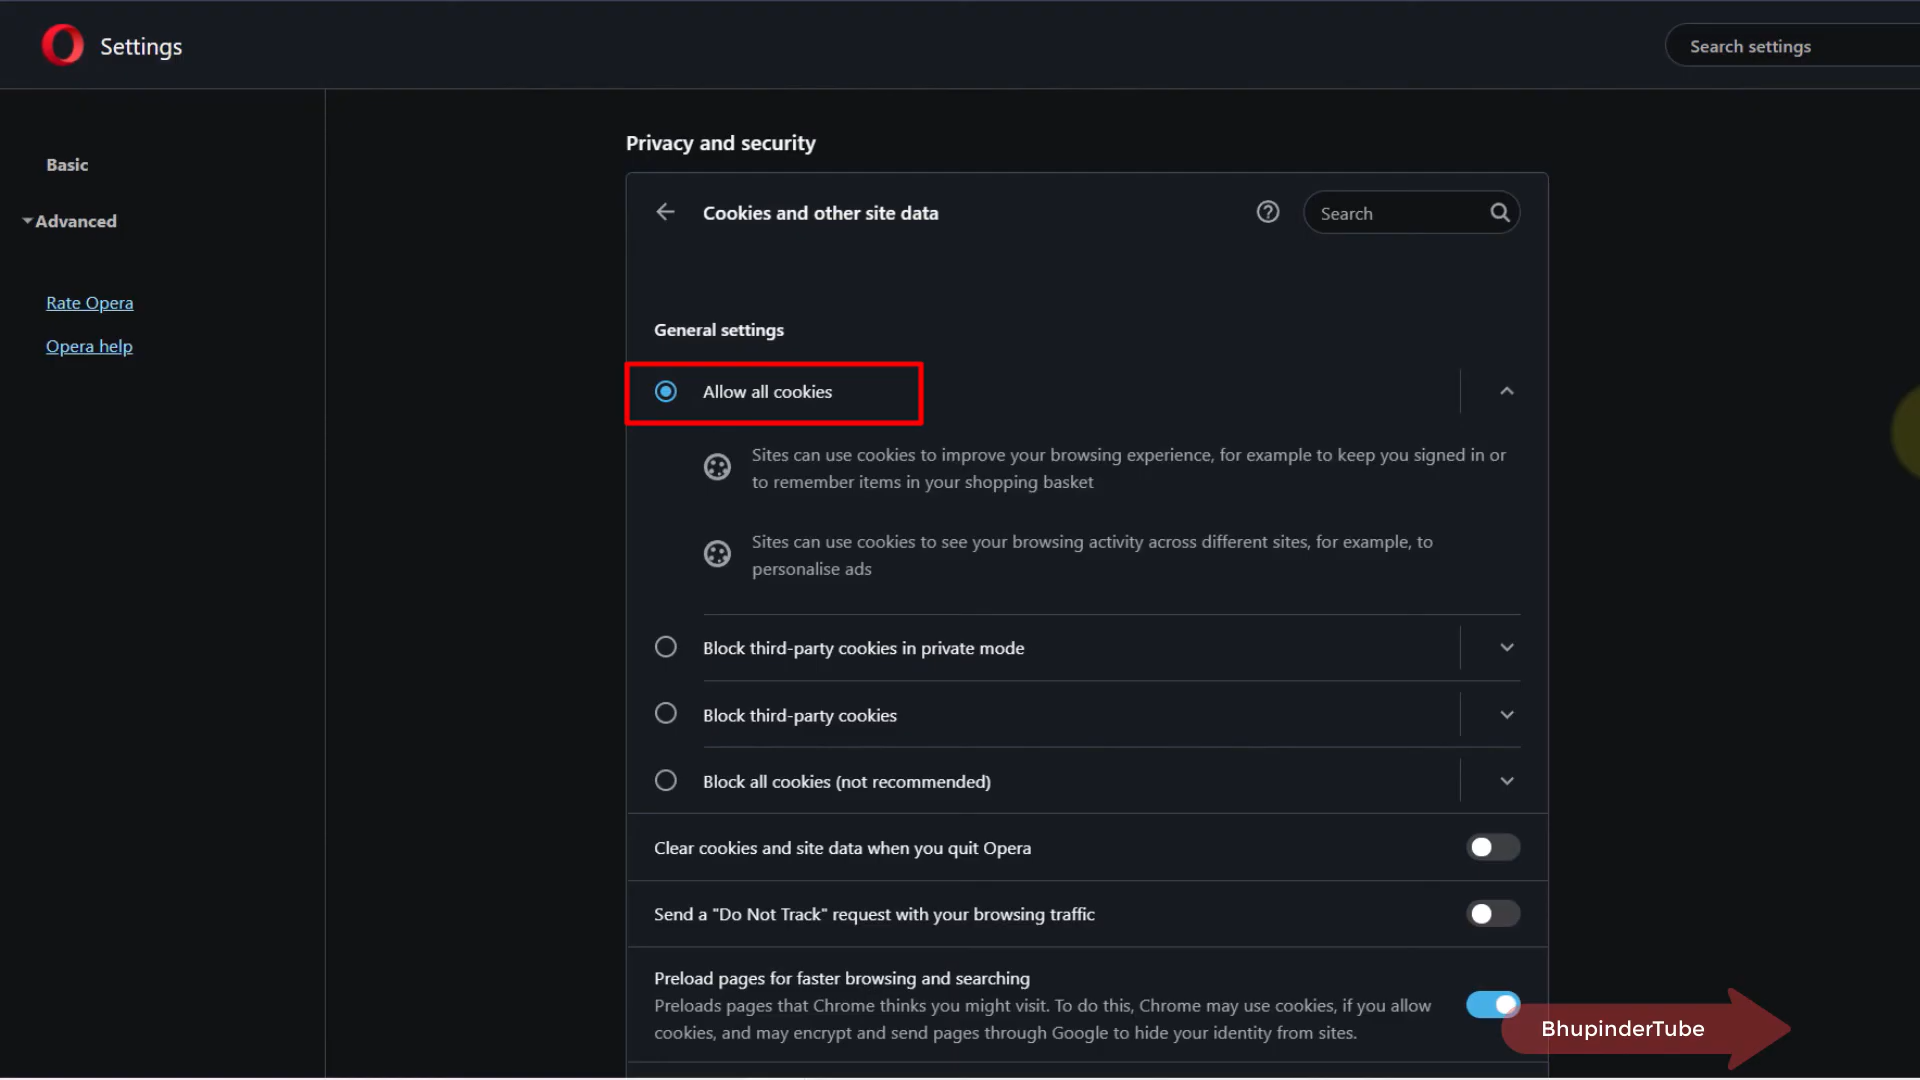 Settings
Search settings
Basic
Advanced
Rate Opera
Opera help
Privacy and security
Cookies and other site data
Search
General settings
Allow all cookies
Sites can use cookies to improve your browsing experience, for example to keep you signed in or
to remember items in your shopping basket
Sites can use cookies to see your browsing activity across different sites, for example, to
personalise ads
Block third-party cookies in private mode
Block third-party cookies
Block all cookies (not recommended)
Clear cookies and site data when you quit Opera
Send a "Do Not Track" request with your browsing traffic
Preload pages for faster browsing and searching
Preloads pages that Chrome thinks you might visit. To do this, Chrome may use cookies, if you allow
cookies, and may encrypt and send pages through Google to hide your identity from sites.
BhupinderTube